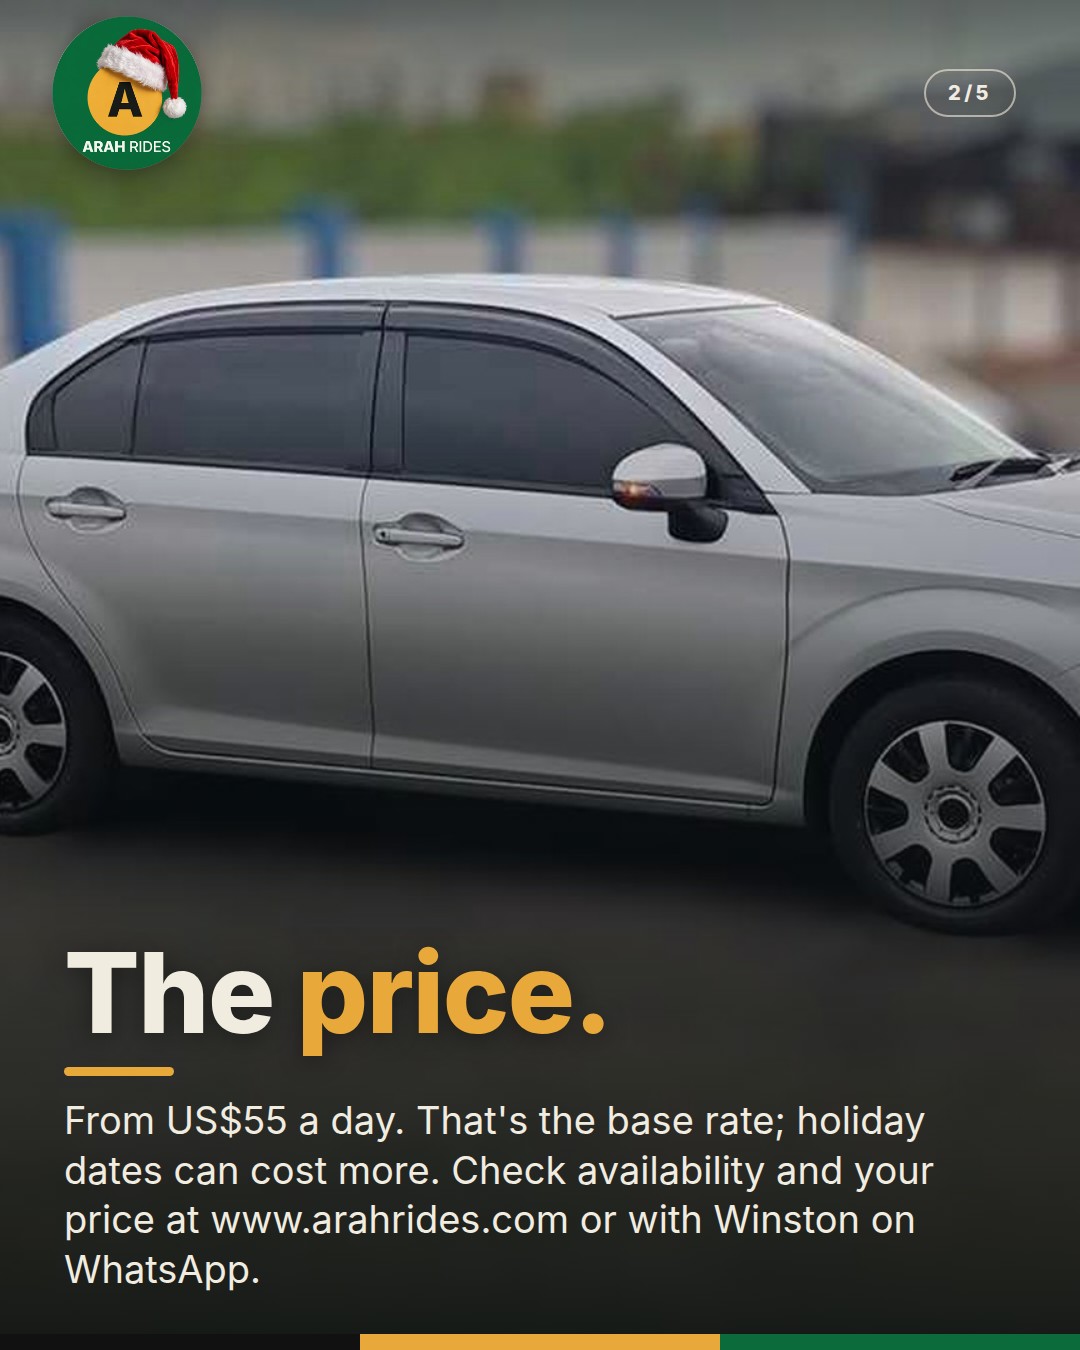 A
ARAH RIDES
2/5
The price.
From US$55 a day. That's the base rate; holiday
dates can cost more. Check availability and your
price at www.arahrides.com or with Winston on
WhatsApp.